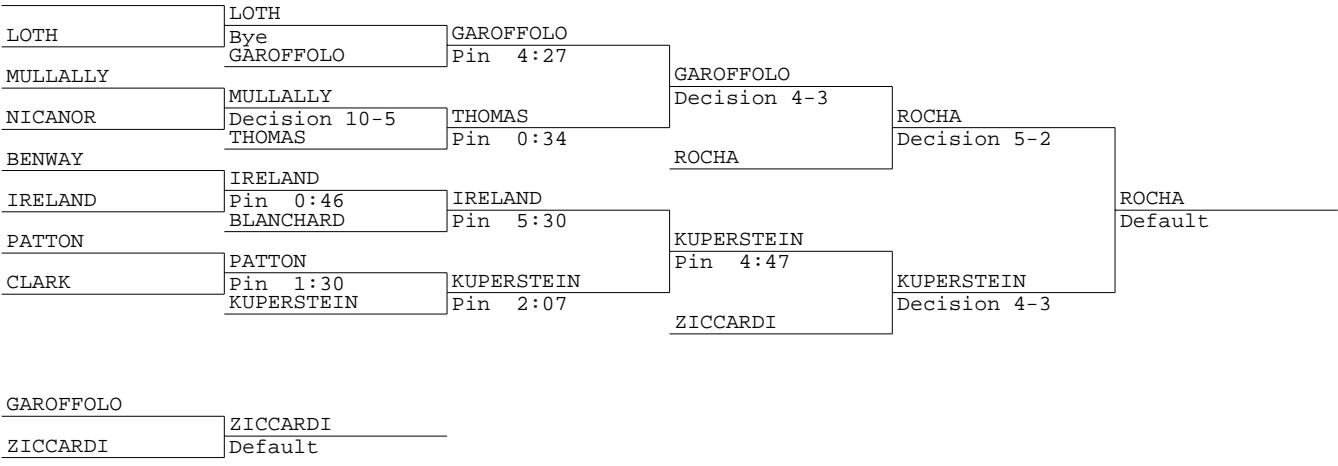 LOTH
LOTH
Bye
GAROFFOLO
GAROFFOLO
Pin 4:27
MULLALLY
GAROFFOLO
Decision 4-3
MULLALLY
Decision 10-5
NICANOR
THOMAS
THOMAS
Pin 0:34
ROCHA
Decision 5-2
BENWAY
ROCHA
IRELAND
Pin 0:46
IRELAND
BLANCHARD
IRELAND
Pin 5:30
ROCHA
Default
PATTON
KUPERSTEIN
Pin 4:47
PATTON
Pin 1:30
CLARK
KUPERSTEIN
KUPERSTEIN
Pin 2:07
KUPERSTEIN
Decision 4-3
ZICCARDI
GAROFFOLO
ZICCARDI
Default
ZICCARDI